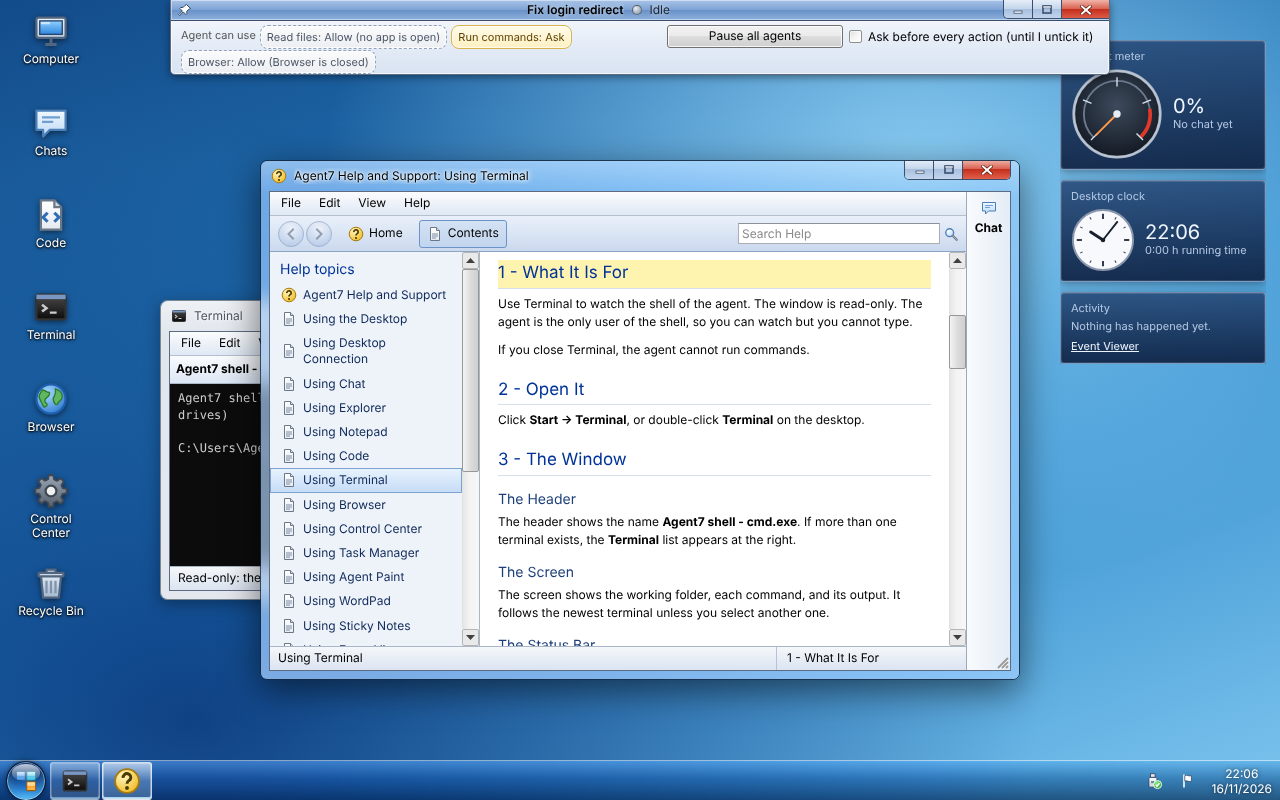 Fix login redirect Idle
Agent can use Read files: Allow (no app is open) Run commands: Ask
Browser: Allow (Browser is closed)
Pause all agents
Ask before every action (until I untick it)
Computer
Chats
Code
Terminal
Browser
Control
Center
Recycle Bin
meter
0%
No chat yet
Desktop clock
22:06
0:00 h running time
Activity
Nothing has happened yet.
Event Viewer
Terminal
File Edit
Agent7 shell -
Agent7 shell
drives)
C:\Users\Age
Read-only: the
Agent7 Help and Support: Using Terminal
File Edit View Help
Home Contents
Search Help
Chat
Help topics
Agent7 Help and Support
Using the Desktop
Using Desktop
Connection
Using Chat
Using Explorer
Using Notepad
Using Code
Using Terminal
Using Browser
Using Control Center
Using Task Manager
Using Agent Paint
Using WordPad
Using Sticky Notes
1 - What It Is For
Use Terminal to watch the shell of the agent. The window is read-only. The
agent is the only user of the shell, so you can watch but you cannot type.
If you close Terminal, the agent cannot run commands.
2 - Open It
Click Start → Terminal, or double-click Terminal on the desktop.
3 - The Window
The Header
The header shows the name Agent7 shell - cmd.exe. If more than one
terminal exists, the Terminal list appears at the right.
The Screen
The screen shows the working folder, each command, and its output. It
follows the newest terminal unless you select another one.
The Status Bar
Using Terminal
1 - What It Is For
22:06
16/11/2026